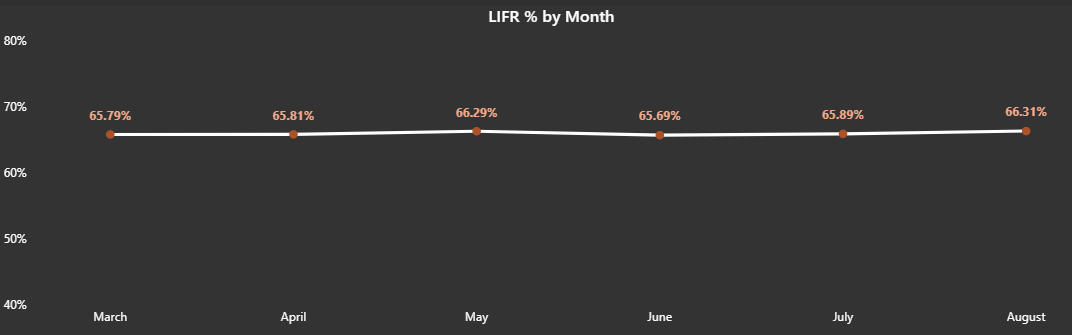 LIFR % by Month
80%
70%
60%
50%
40%
65.79%
65.81%
66.29%
65.69%
65.89%
66.31%
March
April
May
June
July
August